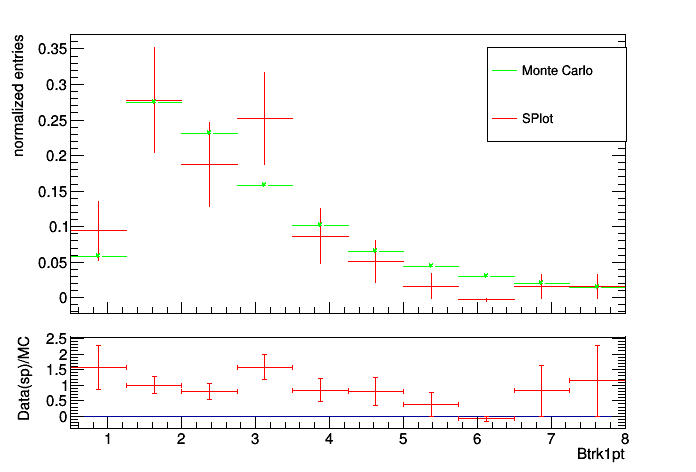 normalized entries
0.35
0.3
0.25
0.2
0.15
0.1
0.05
0
Monte Carlo
SPlot
Data(sp)/MC
2.5
2
1.5
1
0.5
0
1 2 3 4 5 6 7 8
Btrk1pt